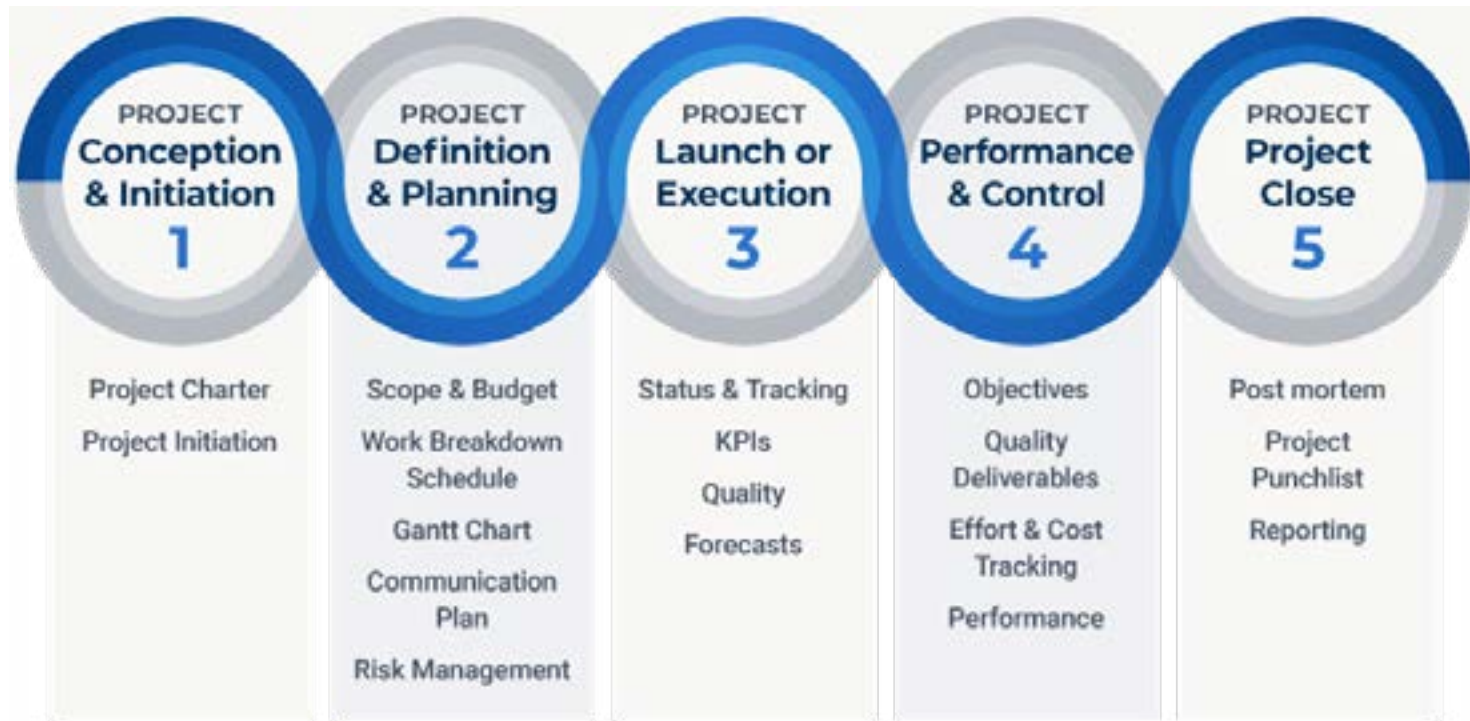 PROJECT
Conception
& Initiation
1
Project Charter
Project Initiation
PROJECT
Definition
& Planning
2
Scope & Budget
Work Breakdown
Schedule
Gantt Chart
Communication
Plan
Risk Management
PROJECT
Launch or
Execution
3
Status & Tracking
KPIs
Quality
Forecasts
PROJECT
Performance
& Control
4
Objectives
Quality
Deliverables
Effort & Cost
Tracking
Performance
PROJECT
Project
Close
5
Post mortem
Project
Punchlist
Reporting